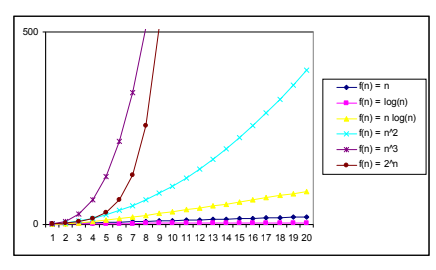 500
0
1 2 3 4 5 6 7 8 9 10 11 12 13 14 15 16 17 18 19 20
f(n) = n
f(n) = log(n)
f(n) = n log(n)
f(n) = n^2
f(n) = n^3
f(n) = 2^n